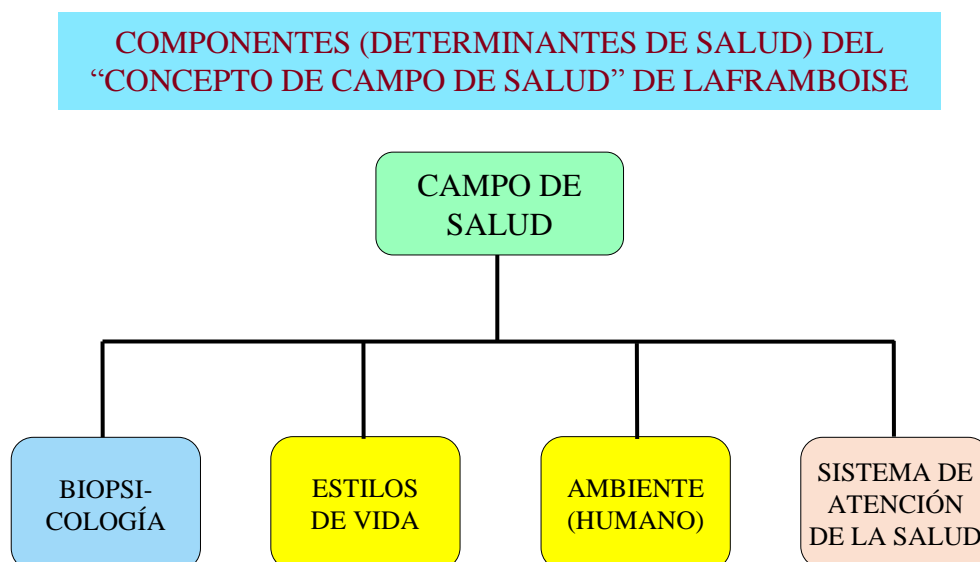 COMPONENTES (DETERMINANTES DE SALUD) DEL
“CONCEPTO DE CAMPO DE SALUD” DE LAFRAMBOISE
CAMPO DE
SALUD
BIOPSI-
COLOGÍA
ESTILOS
DE VIDA
AMBIENTE
(HUMANO)
SISTEMA DE
ATENCIÓN
DE LA SALUD